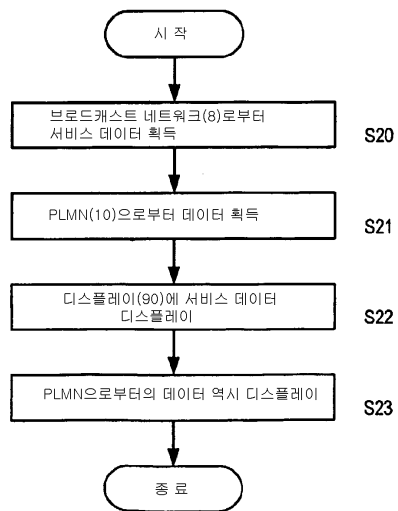 시 작
브로드캐스트 네트워크(8)로부터
서비스 데이터 획득
S20
PLMN(10)으로부터 데이터 획득
S21
디스플레이(90)에 서비스 데이터
디스플레이
S22
PLMN으로부터의 데이터 역시 디스플레이
S23
종 료